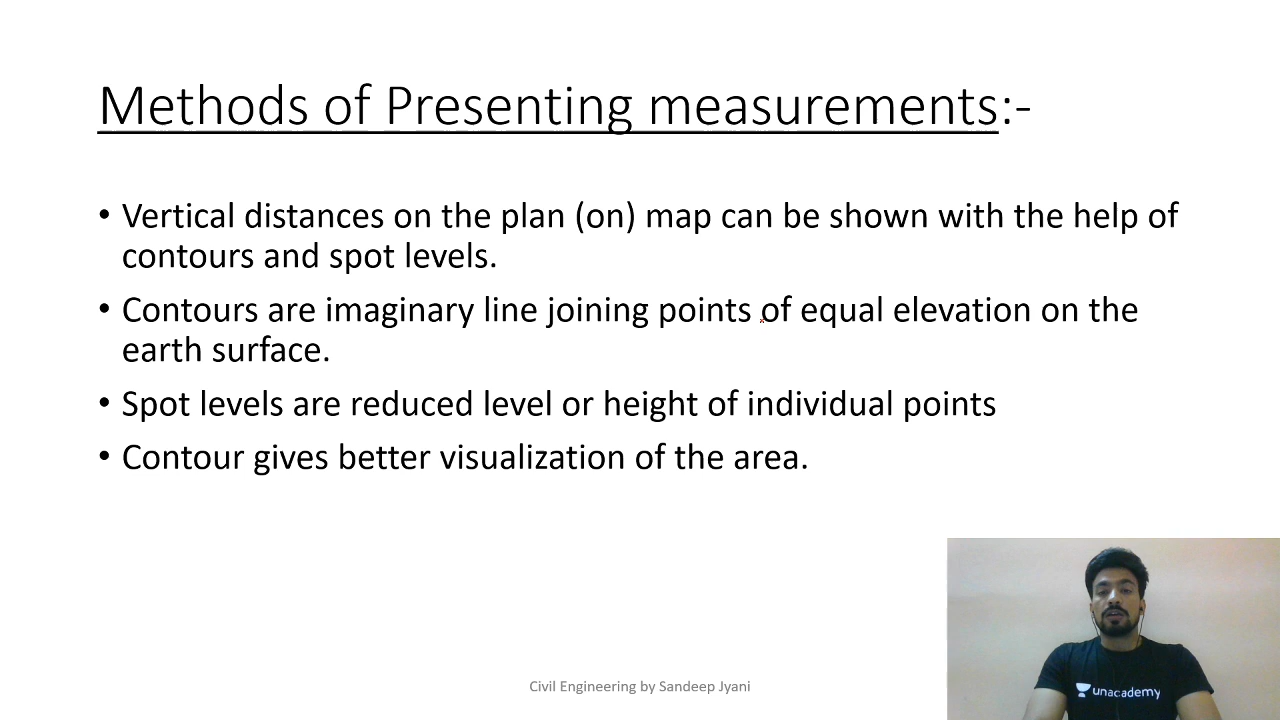 Methods of Presenting measurements:-
• Vertical distances on the plan (on) map can be shown with the help of
contours and spot levels.
• Contours are imaginary line joining points of equal elevation on the
earth surface.
• Spot levels are reduced level or height of individual points
• Contour gives better visualization of the area.
unacademy
Civil Engineering by Sandeep Jyani